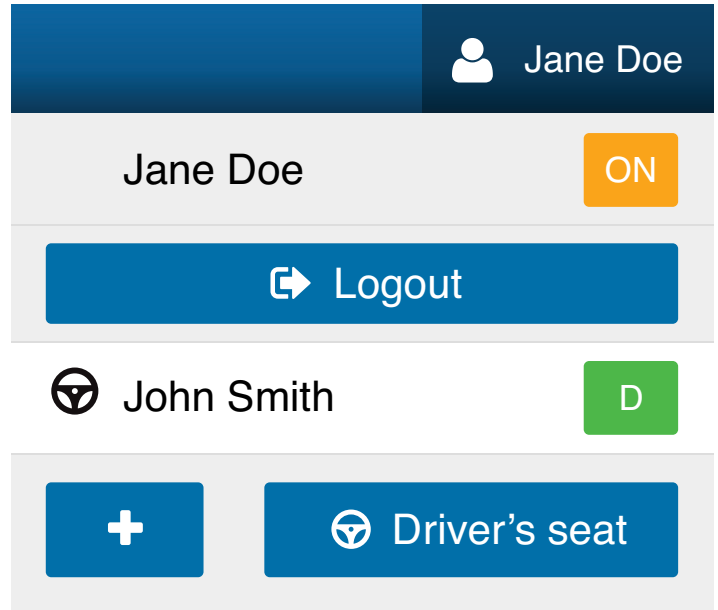 Jane Doe
Jane Doe ON
Logout
John Smith D
Driver’s seat